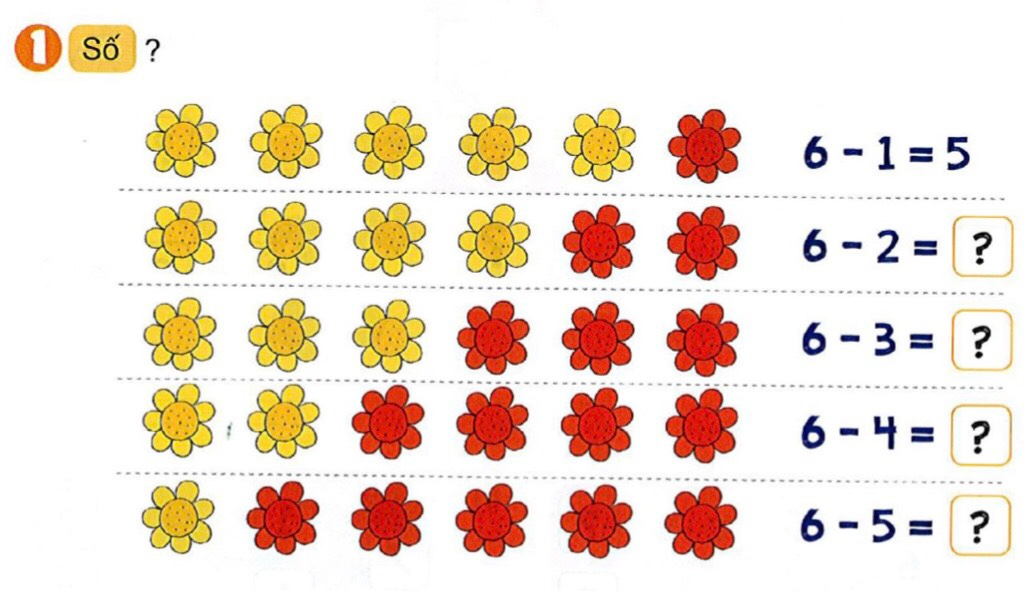 1 Số ?
6 - 1 = 5
6 - 2 = ?
6 - 3 = ?
6 - 4 = ?
6 - 5 = ?